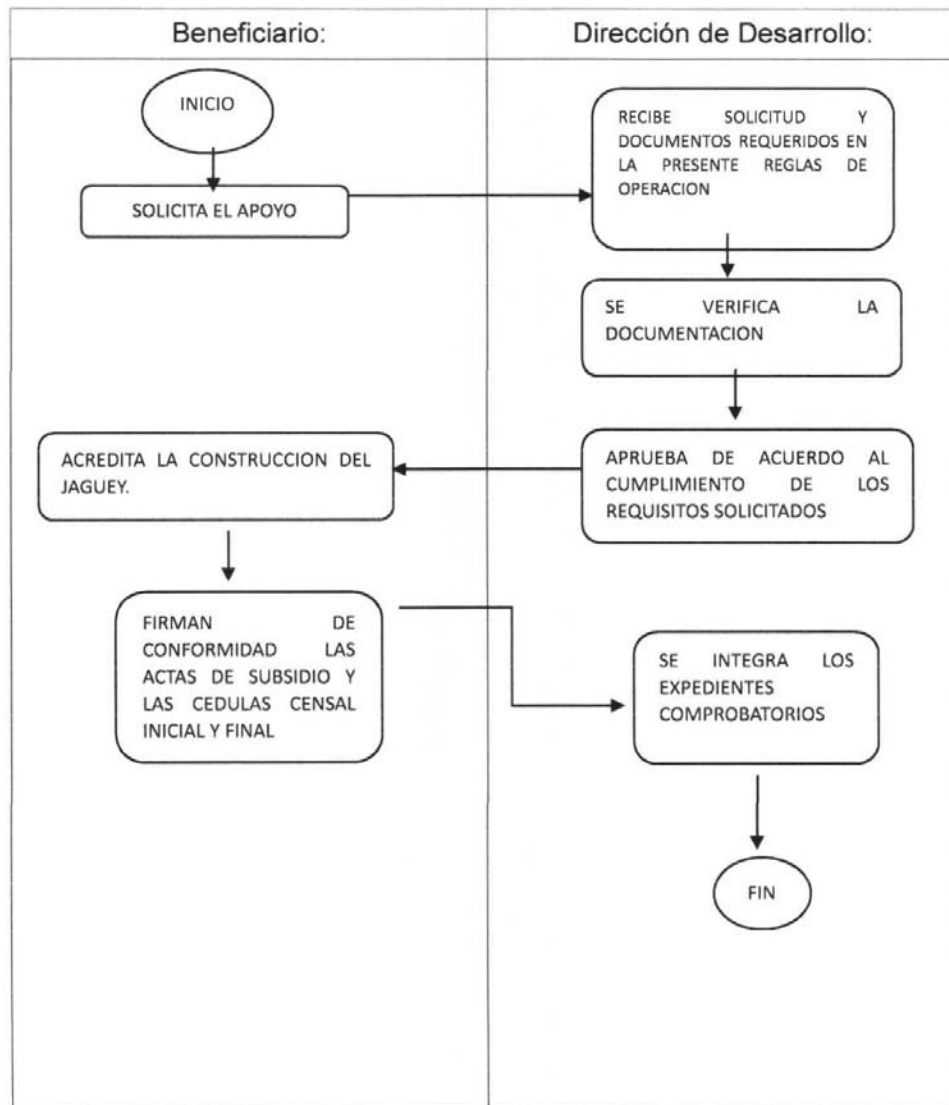 Beneficiario:
Dirección de Desarrollo:
INICIO
SOLICITA EL APOYO
RECIBE SOLICITUD Y
DOCUMENTOS REQUERIDOS EN
LA PRESENTE REGLAS DE
OPERACION
SE VERIFICA LA
DOCUMENTACION
APRUEBA DE ACUERDO AL
CUMPLIMIENTO DE LOS
REQUISITOS SOLICITADOS
ACREDITA LA CONSTRUCCION DEL
JAGUEY.
FIRMAN DE
CONFORMIDAD LAS
ACTAS DE SUBSIDIO Y
LAS CEDULAS CENSAL
INICIAL Y FINAL
SE INTEGRA LOS
EXPEDIENTES
COMPROBATORIOS
FIN